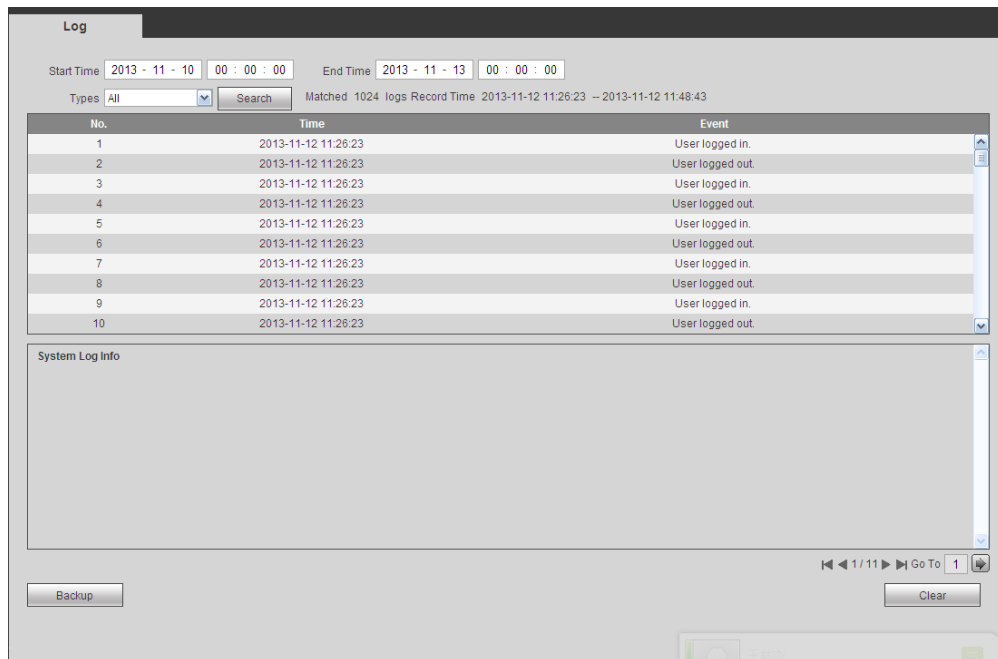 Log
Start Time 2013 - 11 - 10 00 : 00 : 00 End Time 2013 - 11 - 13 00 : 00 : 00
Types All Search Matched 1024 logs Record Time 2013-11-12 11:26:23 -- 2013-11-12 11:48:43
No. Time Event
1 2013-11-12 11:26:23 User logged in.
2 2013-11-12 11:26:23 User logged out.
3 2013-11-12 11:26:23 User logged in.
4 2013-11-12 11:26:23 User logged out.
5 2013-11-12 11:26:23 User logged in.
6 2013-11-12 11:26:23 User logged out.
7 2013-11-12 11:26:23 User logged in.
8 2013-11-12 11:26:23 User logged out.
9 2013-11-12 11:26:23 User logged in.
10 2013-11-12 11:26:23 User logged out.
System Log Info
1 / 11 Go To 1
Backup Clear